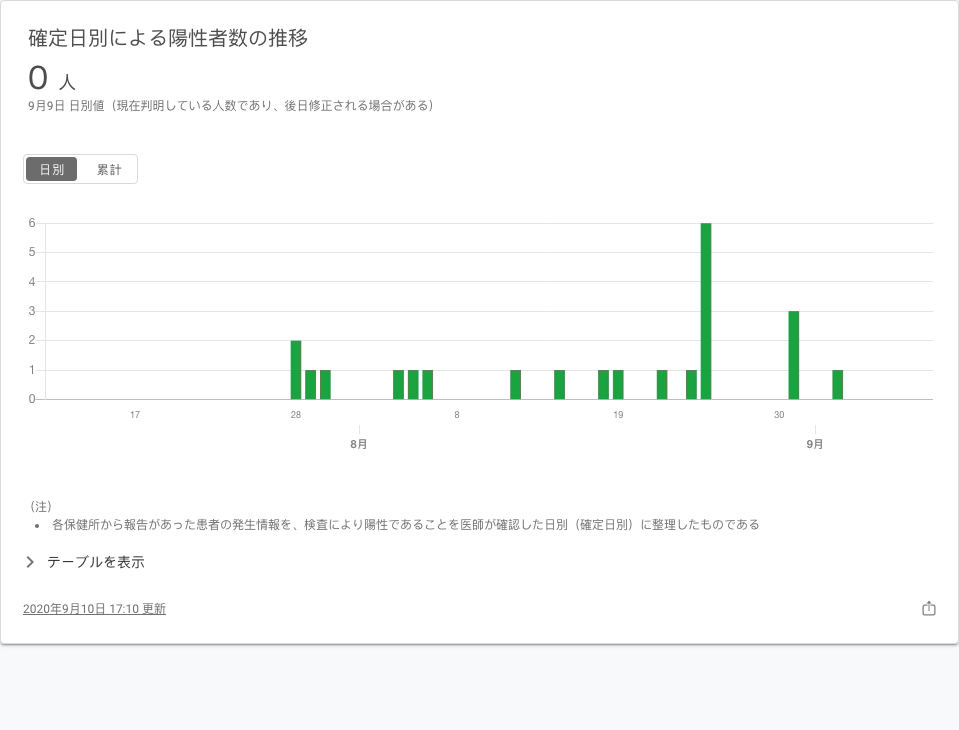 確定日別による陽性者数の推移
0 人
9月9日 日別値（現在判明している人数であり、後日修正される場合がある）
日別 累計
6
5
4
3
2
1
0
17 28 8 19 30
8月 9月
（注）
• 各保健所から報告があった患者の発生情報を、検査により陽性であることを医師が確認した日別（確定日別）に整理したものである
テーブルを表示
2020年9月10日 17:10 更新